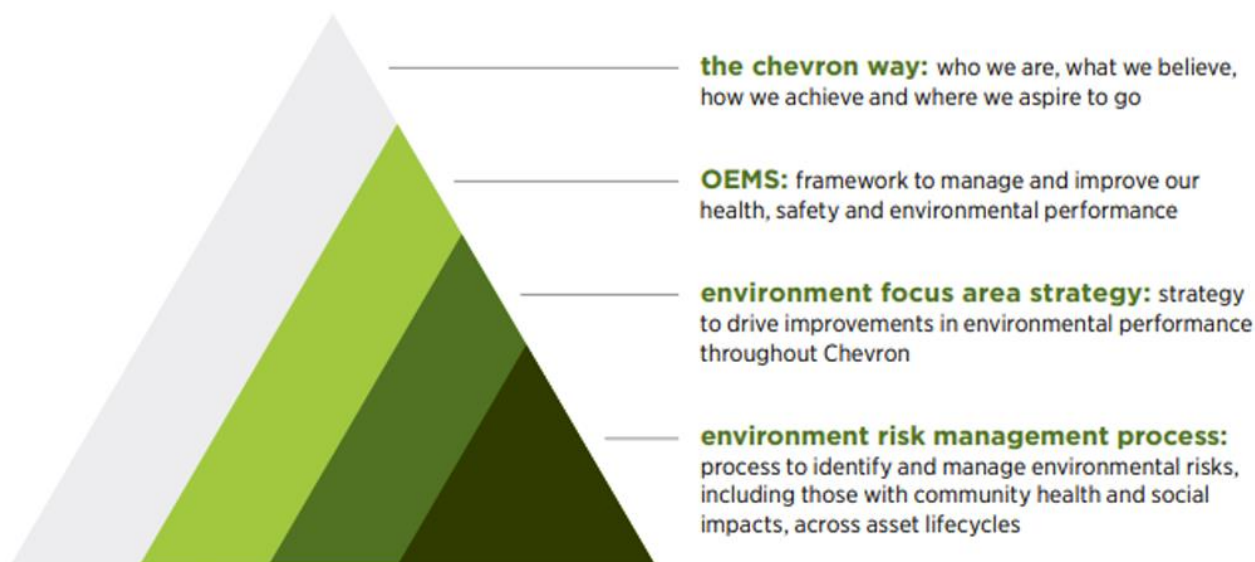 the chevron way: who we are, what we believe,
how we achieve and where we aspire to go
OEMS: framework to manage and improve our
health, safety and environmental performance
environment focus area strategy: strategy
to drive improvements in environmental performance
throughout Chevron
environment risk management process:
process to identify and manage environmental risks,
including those with community health and social
impacts, across asset lifecycles